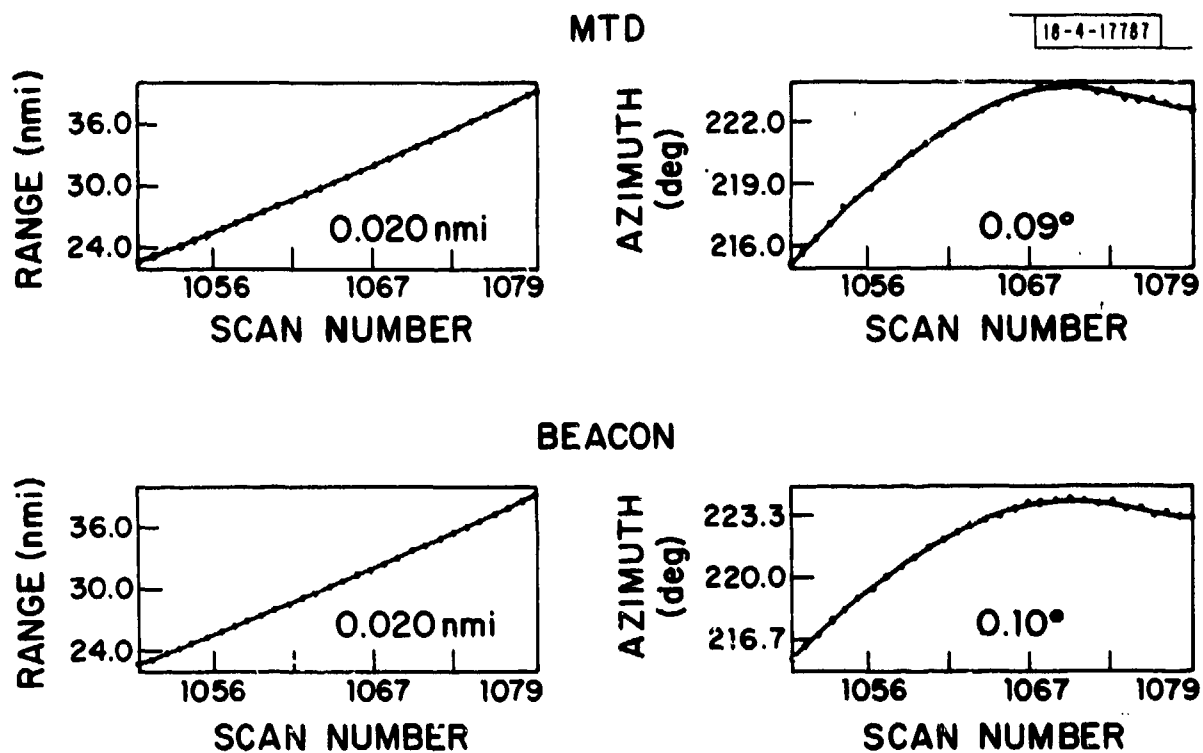 MTD
18-4-17787
RANGE (nmi)
36.0
30.0
24.0
0.020 nmi
1056 1067 1079
SCAN NUMBER
AZIMUTH
(deg)
222.0
219.0
216.0
0.09°
1056 1067 1079
SCAN NUMBER
BEACON
RANGE (nmi)
36.0
30.0
24.0
0.020 nmi
1056 1067 1079
SCAN NUMBER
AZIMUTH
(deg)
223.3
220.0
216.7
0.10°
1056 1067 1079
SCAN NUMBER